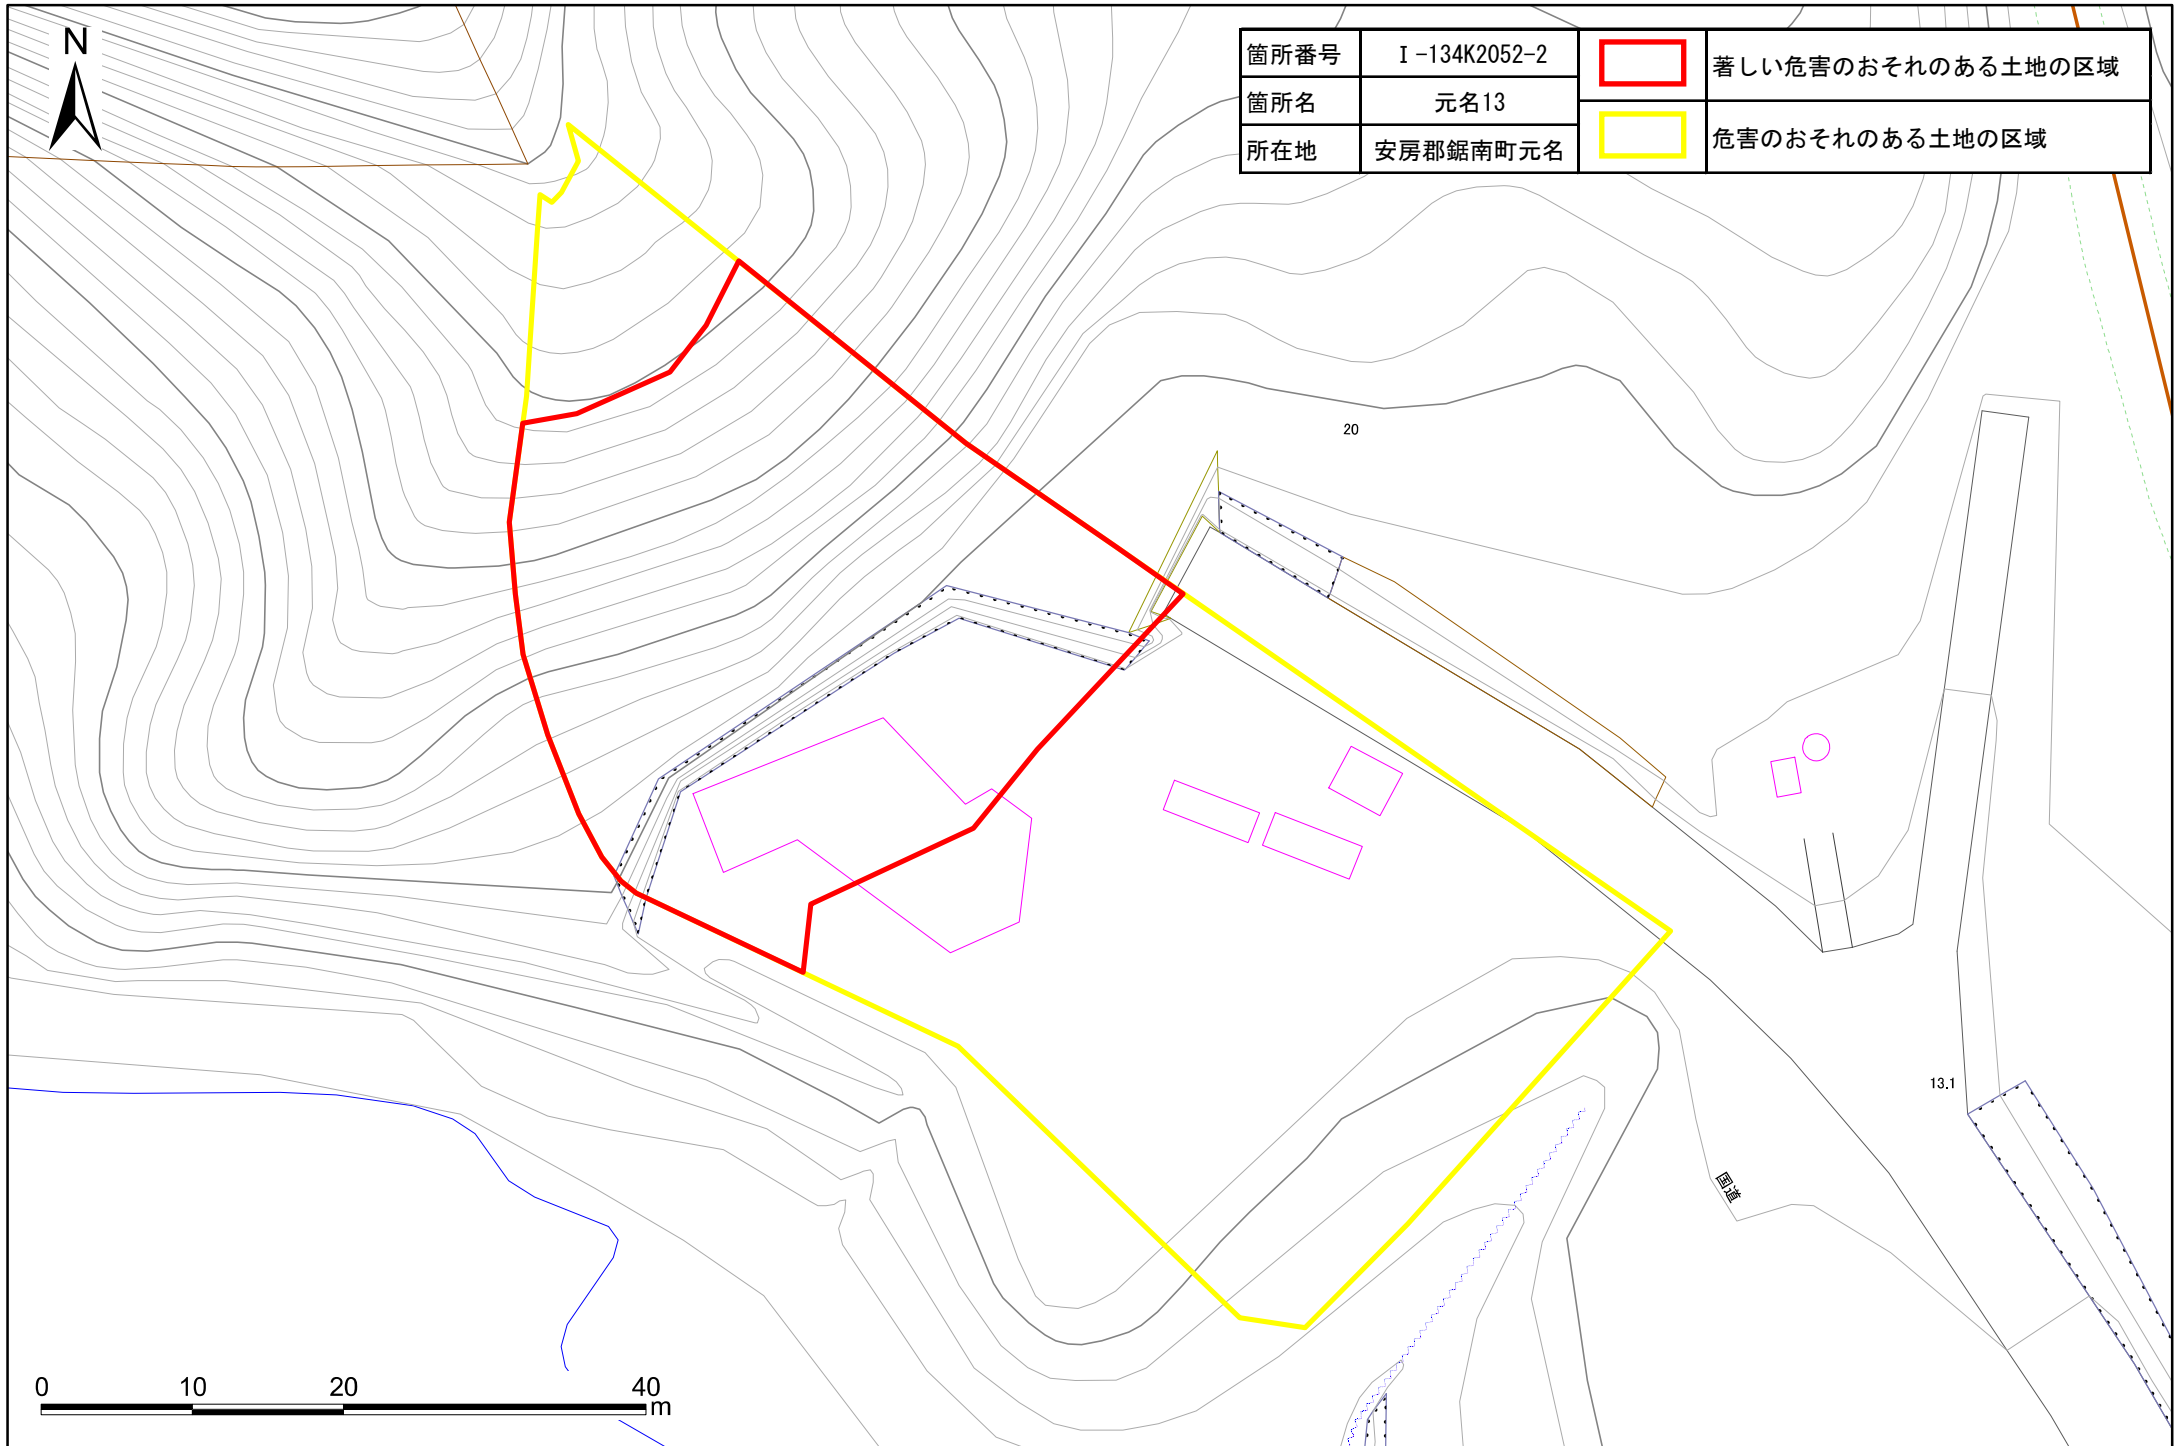 N
箇所番号 Ⅰ-134K2052-2
箇所名 元名13
所在地 安房郡鋸南町元名
著しい危害のおそれのある土地の区域
危害のおそれのある土地の区域
20
13.1
国道
0 10 20 40
m